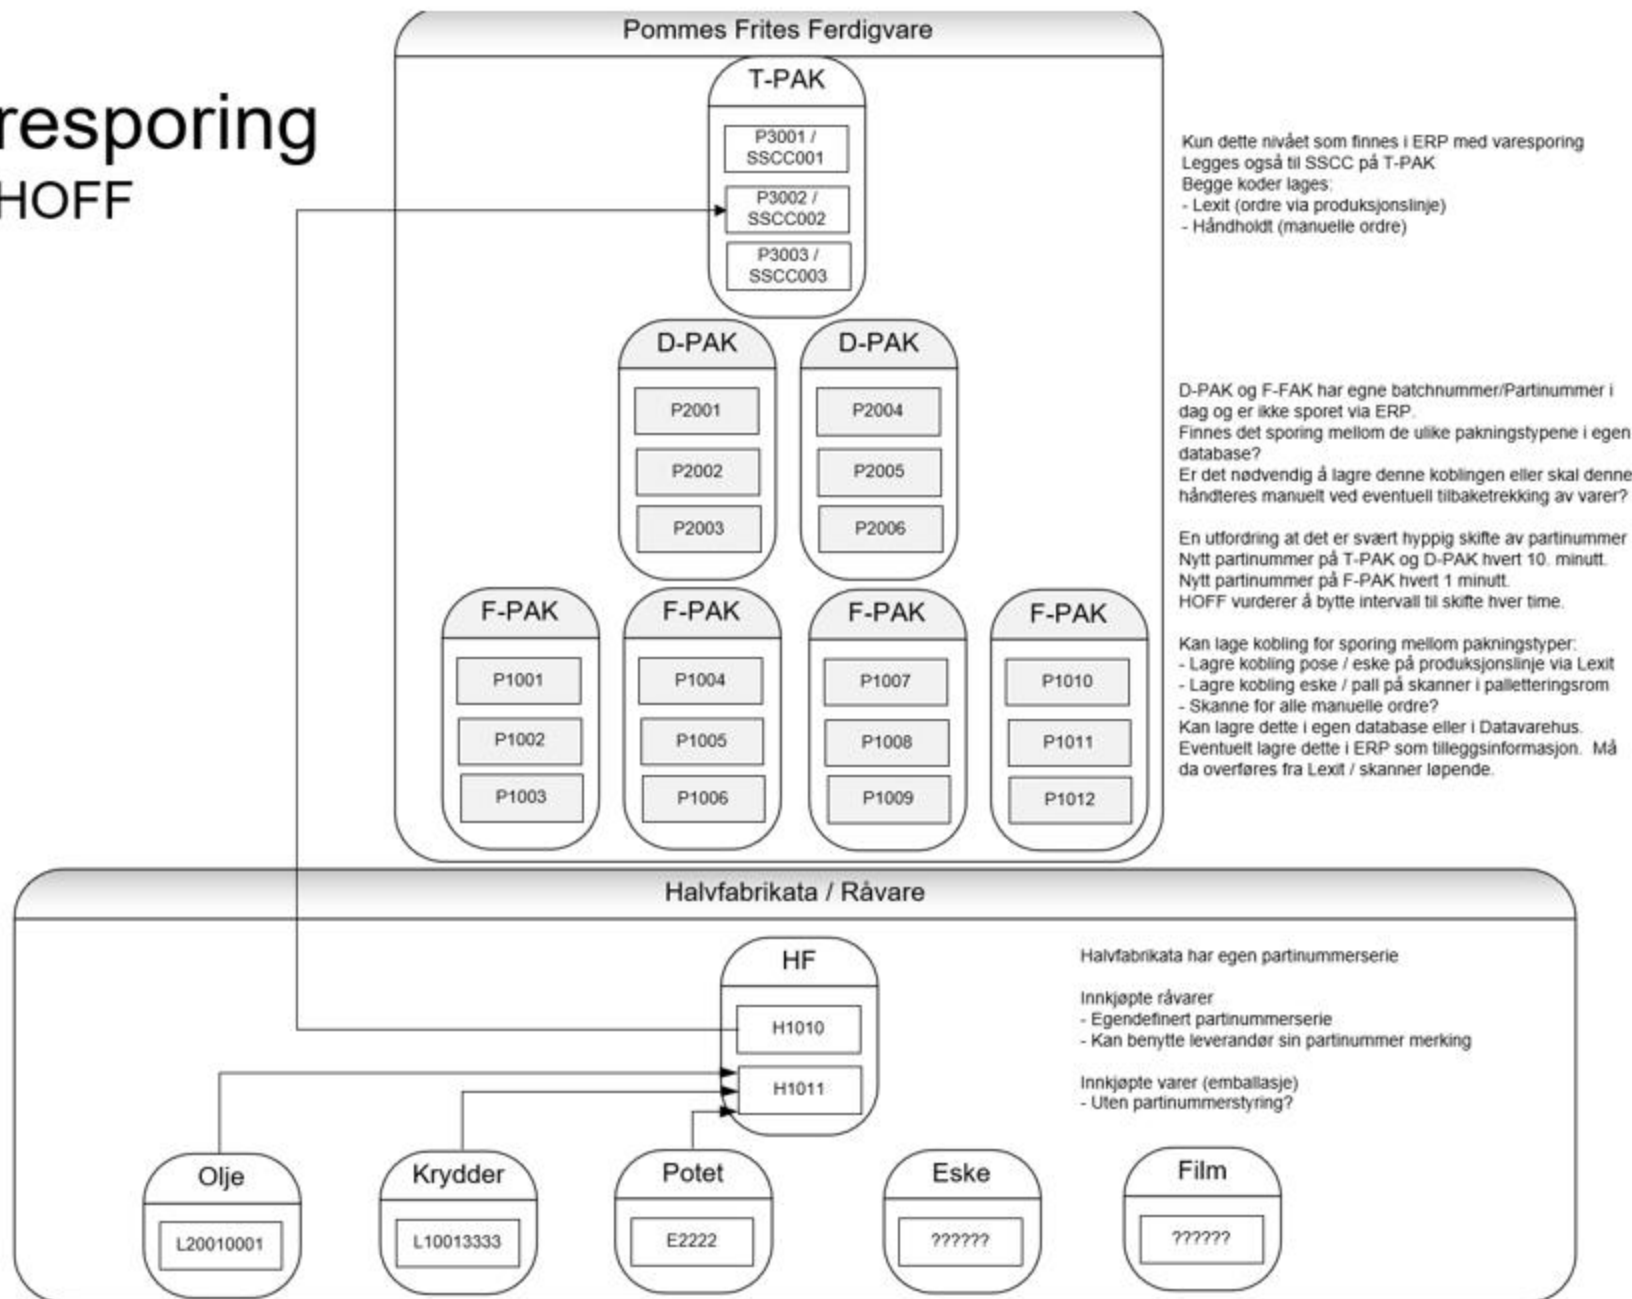 resporing
HOFF
Pommes Frites Ferdigvare
T-PAK
P3001 /
SSCC001
P3002 /
SSCC002
P3003 /
SSCC003
Kun dette nivået som finnes i ERP med varesporing
Legges også til SSCC på T-PAK
Begge koder lages:
- Lexit (ordre via produksjonslinje)
- Håndholdt (manuelle ordre)
D-PAK
P2001
P2002
P2003
D-PAK
P2004
P2005
P2006
D-PAK og F-FAK har egne batchnummer/Partinummer i
dag og er ikke sporet via ERP.
Finnes det sporing mellom de ulike pakningstypene i egen
database?
Er det nødvendig å lagre denne koblingen eller skal denne
håndteres manuelt ved eventuell tilbaketrekking av varer?
En utfordring at det er svært hyppig skifte av partinummer
Nytt partinummer på T-PAK og D-PAK hvert 10. minutt.
Nytt partinummer på F-PAK hvert 1 minutt.
HOFF vurderer å bytte intervall til skifte hver time.
Kan lage kobling for sporing mellom pakningstyper:
- Lagre kobling pose / eske på produksjonslinje via Lexit
- Lagre kobling eske / pall på skanner i palletteringsrom
- Skanne for alle manuelle ordre?
Kan lagre dette i egen database eller i Datavarehus.
Eventuelt lagre dette i ERP som tilleggsinformasjon. Må
da overføres fra Lexit / skanner løpende.
F-PAK
P1001
P1002
P1003
F-PAK
P1004
P1005
P1006
F-PAK
P1007
P1008
P1009
F-PAK
P1010
P1011
P1012
Halvfabrikata / Råvare
HF
H1010
H1011
Halvfabrikata har egen partinummerserie
Innkjøpte råvarer
- Egendefinert partinummerserie
- Kan benytte leverandør sin partinummer merking
Innkjøpte varer (emballasje)
- Uten partinummerstyring?
Olje
L20010001
Krydder
L10013333
Potet
E2222
Eske
??????
Film
??????